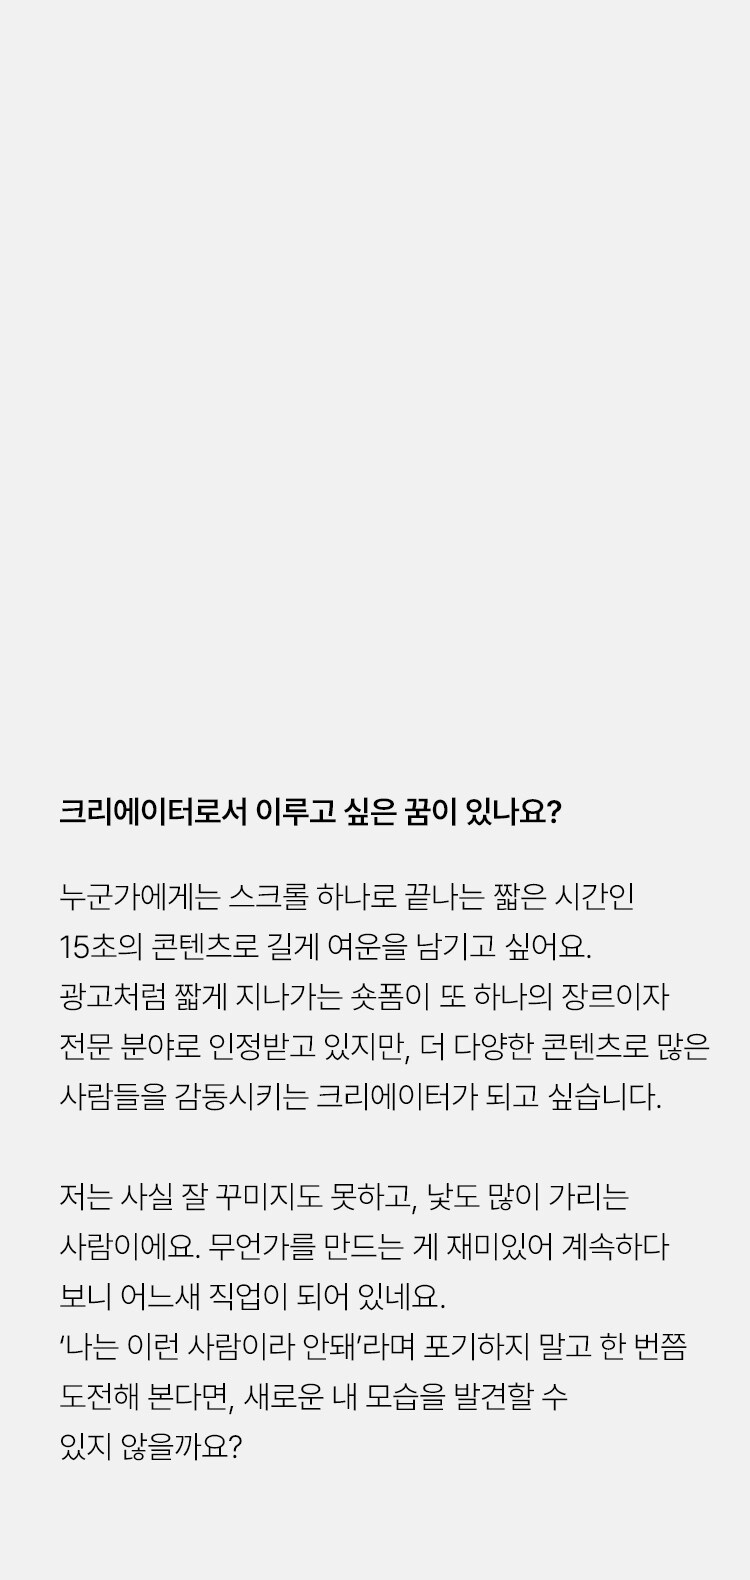 크리에이터로서 이루고 싶은 꿈이 있나요?
누군가에게는 스크롤 하나로 끝나는 짧은 시간인
15초의 콘텐츠로 길게 여운을 남기고 싶어요.
광고처럼 짧게 지나가는 숏폼이 또 하나의 장르이자
전문 분야로 인정받고 있지만, 더 다양한 콘텐츠로 많은
사람들을 감동시키는 크리에이터가 되고 싶습니다.
저는 사실 잘 꾸미지도 못하고, 낯도 많이 가리는
사람이에요. 무언가를 만드는 게 재미있어 계속하다
보니 어느새 직업이 되어 있네요.
‘나는 이런 사람이라 안돼’라며 포기하지 말고 한 번쯤
도전해 본다면, 새로운 내 모습을 발견할 수
있지 않을까요?